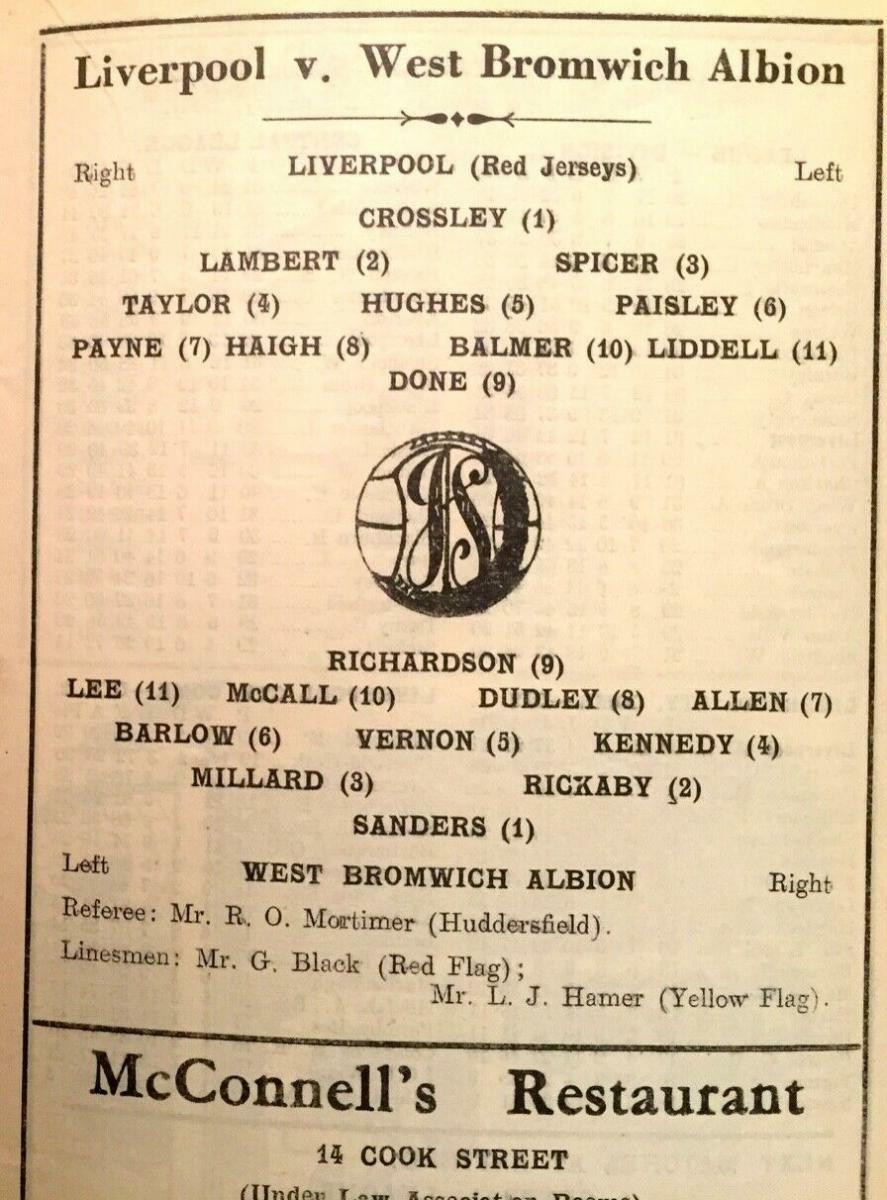 Liverpool v. West Bromwich Albion
Right LIVERPOOL (Red Jerseys) Left
CROSSLEY (1)
LAMBERT (2) SPICER (3)
TAYLOR (4) HUGHES (5) PAISLEY (6)
PAYNE (7) HAIGH (8) BALMER (10) LIDDELL (11)
DONE (9)
RICHARDSON (9)
LEE (11) McCALL (10) DUDLEY (8) ALLEN (7)
BARLOW (6) VERNON (5) KENNEDY (4)
MILLARD (3) RICKABY (2)
SANDERS (1)
Left WEST BROMWICH ALBION Right
Referee: Mr. R. O. Mortimer (Huddersfield).
Linesmen: Mr. G. Black (Red Flag);
Mr. L. J. Hamer (Yellow Flag).
McConnell's Restaurant
14 COOK STREET
(Under Law